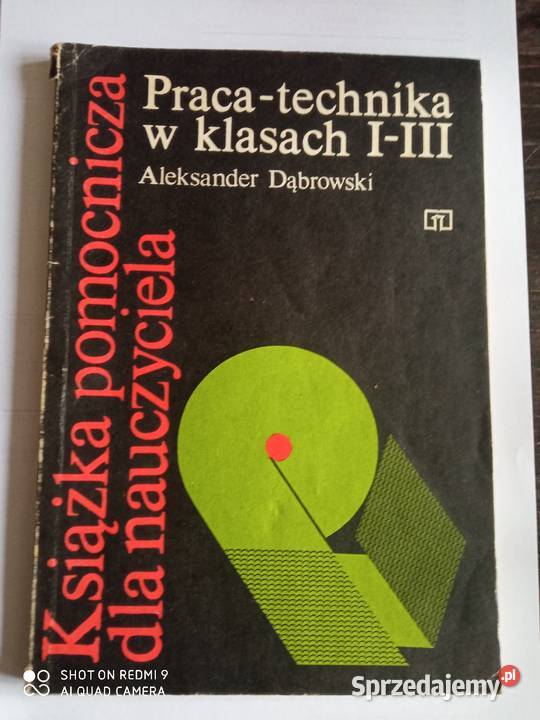 Praca-technika
w klasach I-III
Aleksander Dąbrowski
Książka pomocnicza
dla nauczyciela
SHOT ON REDMI 9
AI QUAD CAMERA
Sprzedajemy.pl